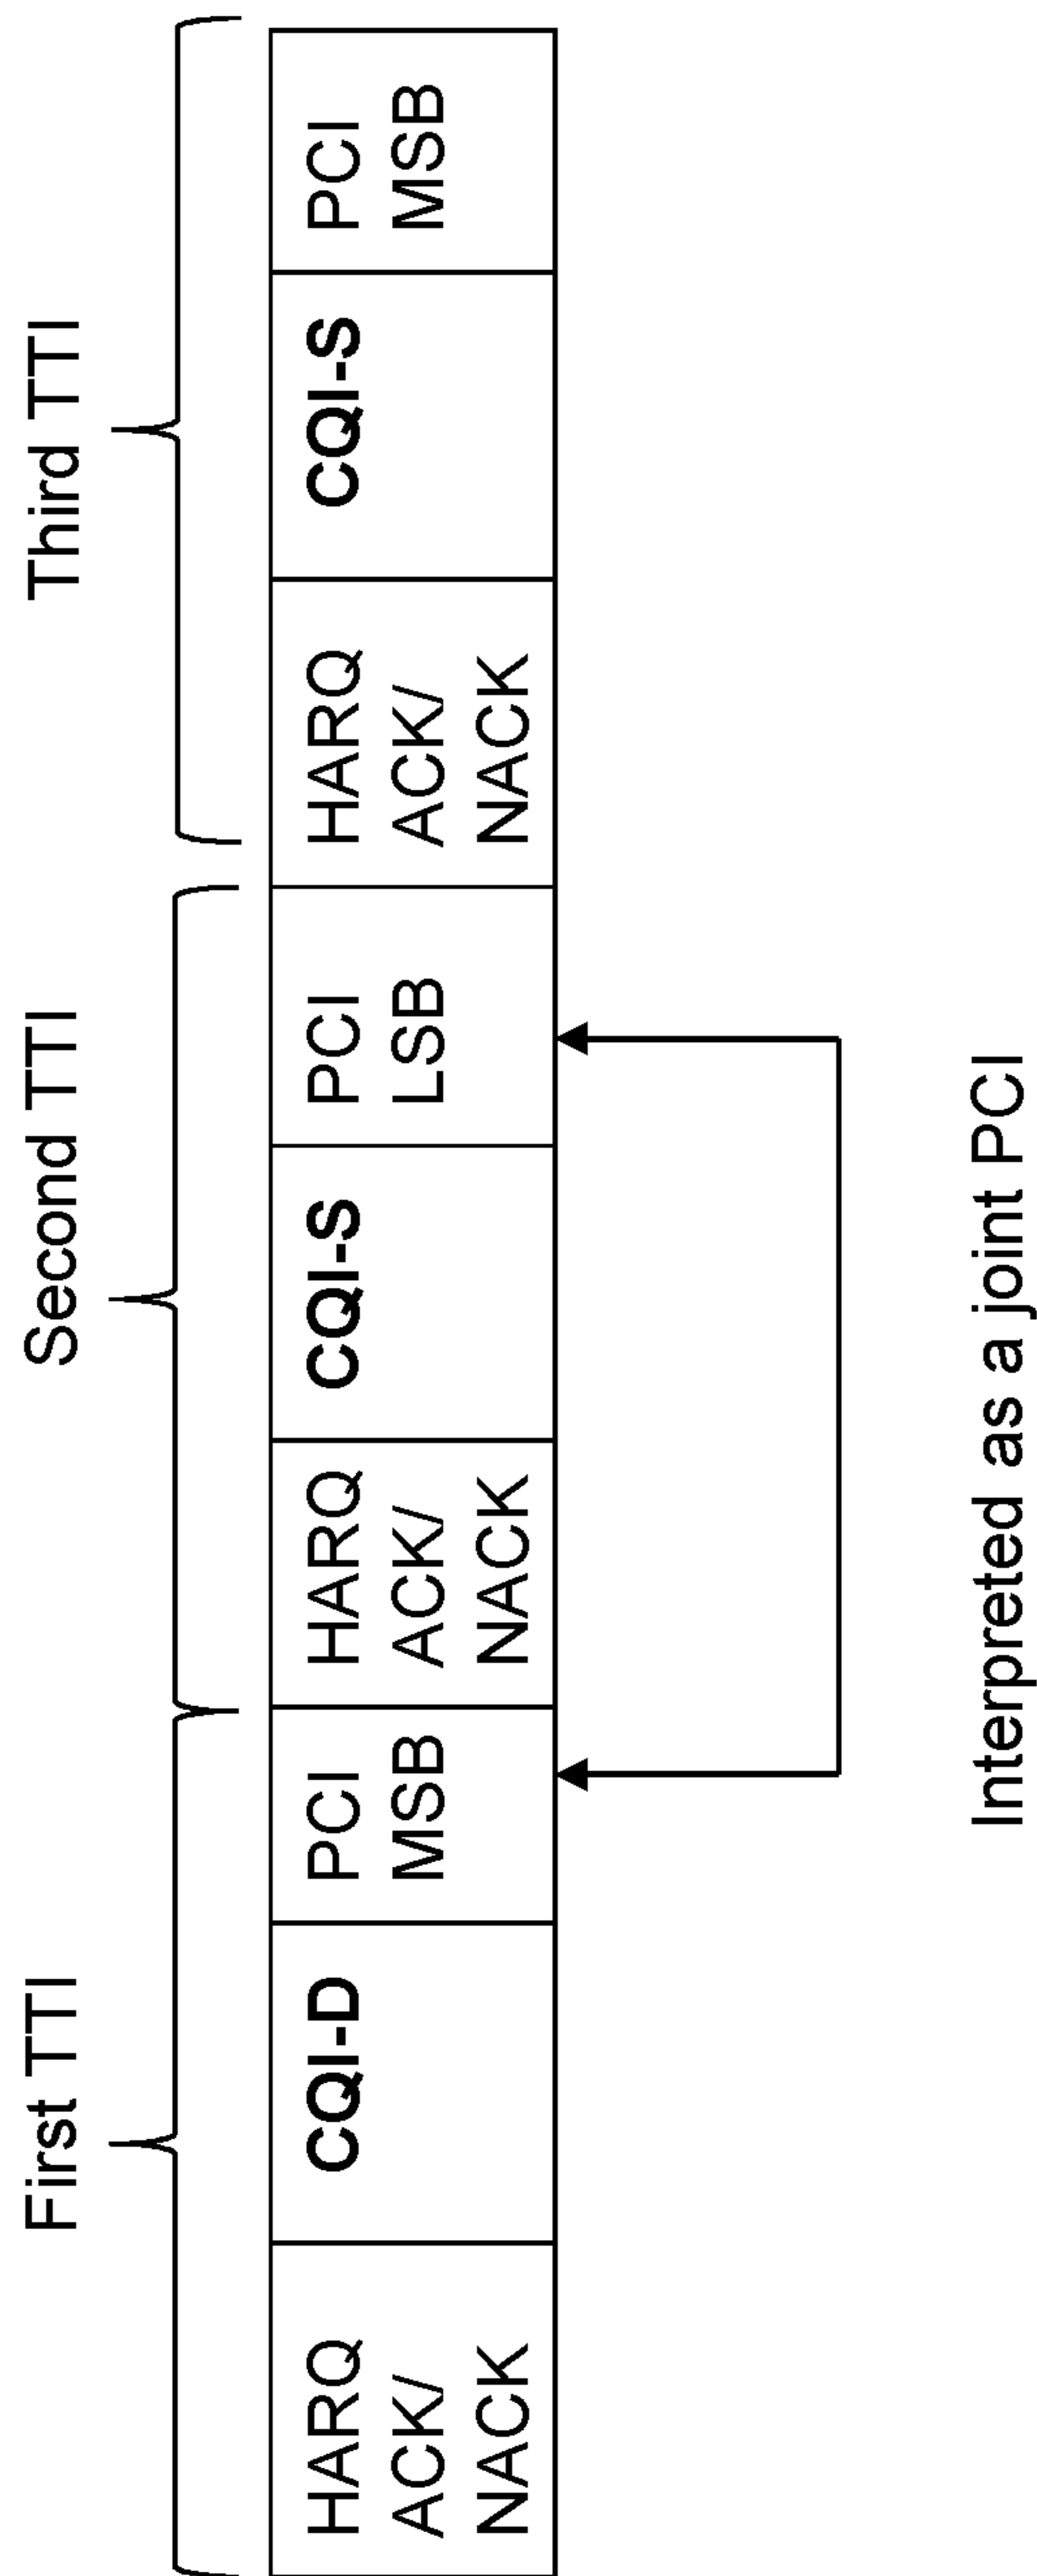 First TTI
Second TTI
Third TTI
HARQ
ACK/
NACK
CQI-D
PCI
MSB
HARQ
ACK/
NACK
CQI-S
PCI
LSB
HARQ
ACK/
NACK
CQI-S
PCI
MSB
Interpreted as a joint PCI